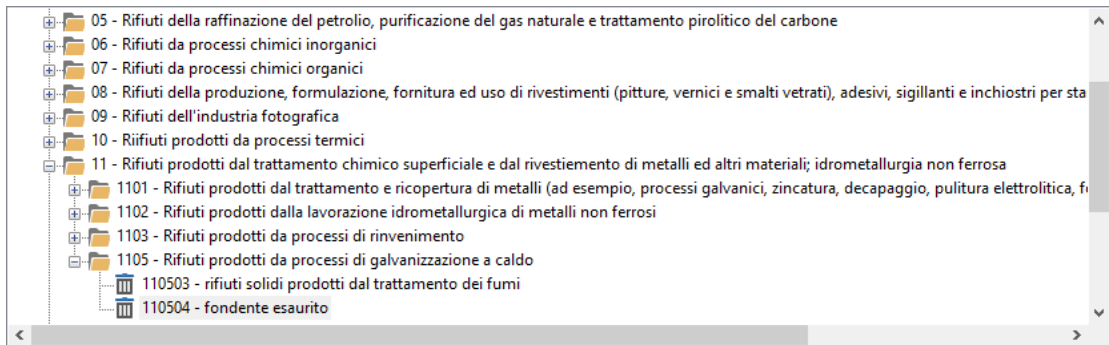 05 - Rifiuti della raffinazione del petrolio, purificazione del gas naturale e trattamento pirolitico del carbone
06 - Rifiuti da processi chimici inorganici
07 - Rifiuti da processi chimici organici
08 - Rifiuti della produzione, formulazione, fornitura ed uso di rivestimenti (pitture, vernici e smalti vetrati), adesivi, sigillanti e inchiostri per sta
09 - Rifiuti dell'industria fotografica
10 - Riifiuti prodotti da processi termici
11 - Rifiuti prodotti dal trattamento chimico superficiale e dal rivestiemento di metalli ed altri materiali; idrometallurgia non ferrosa
1101 - Rifiuti prodotti dal trattamento e ricopertura di metalli (ad esempio, processi galvanici, zincatura, decapaggio, pulitura elettrolitica, f
1102 - Rifiuti prodotti dalla lavorazione idrometallurgica di metalli non ferrosi
1103 - Rifiuti prodotti da processi di rinvenimento
1105 - Rifiuti prodotti da processi di galvanizzazione a caldo
110503 - rifiuti solidi prodotti dal trattamento dei fumi
110504 - fondente esaurito